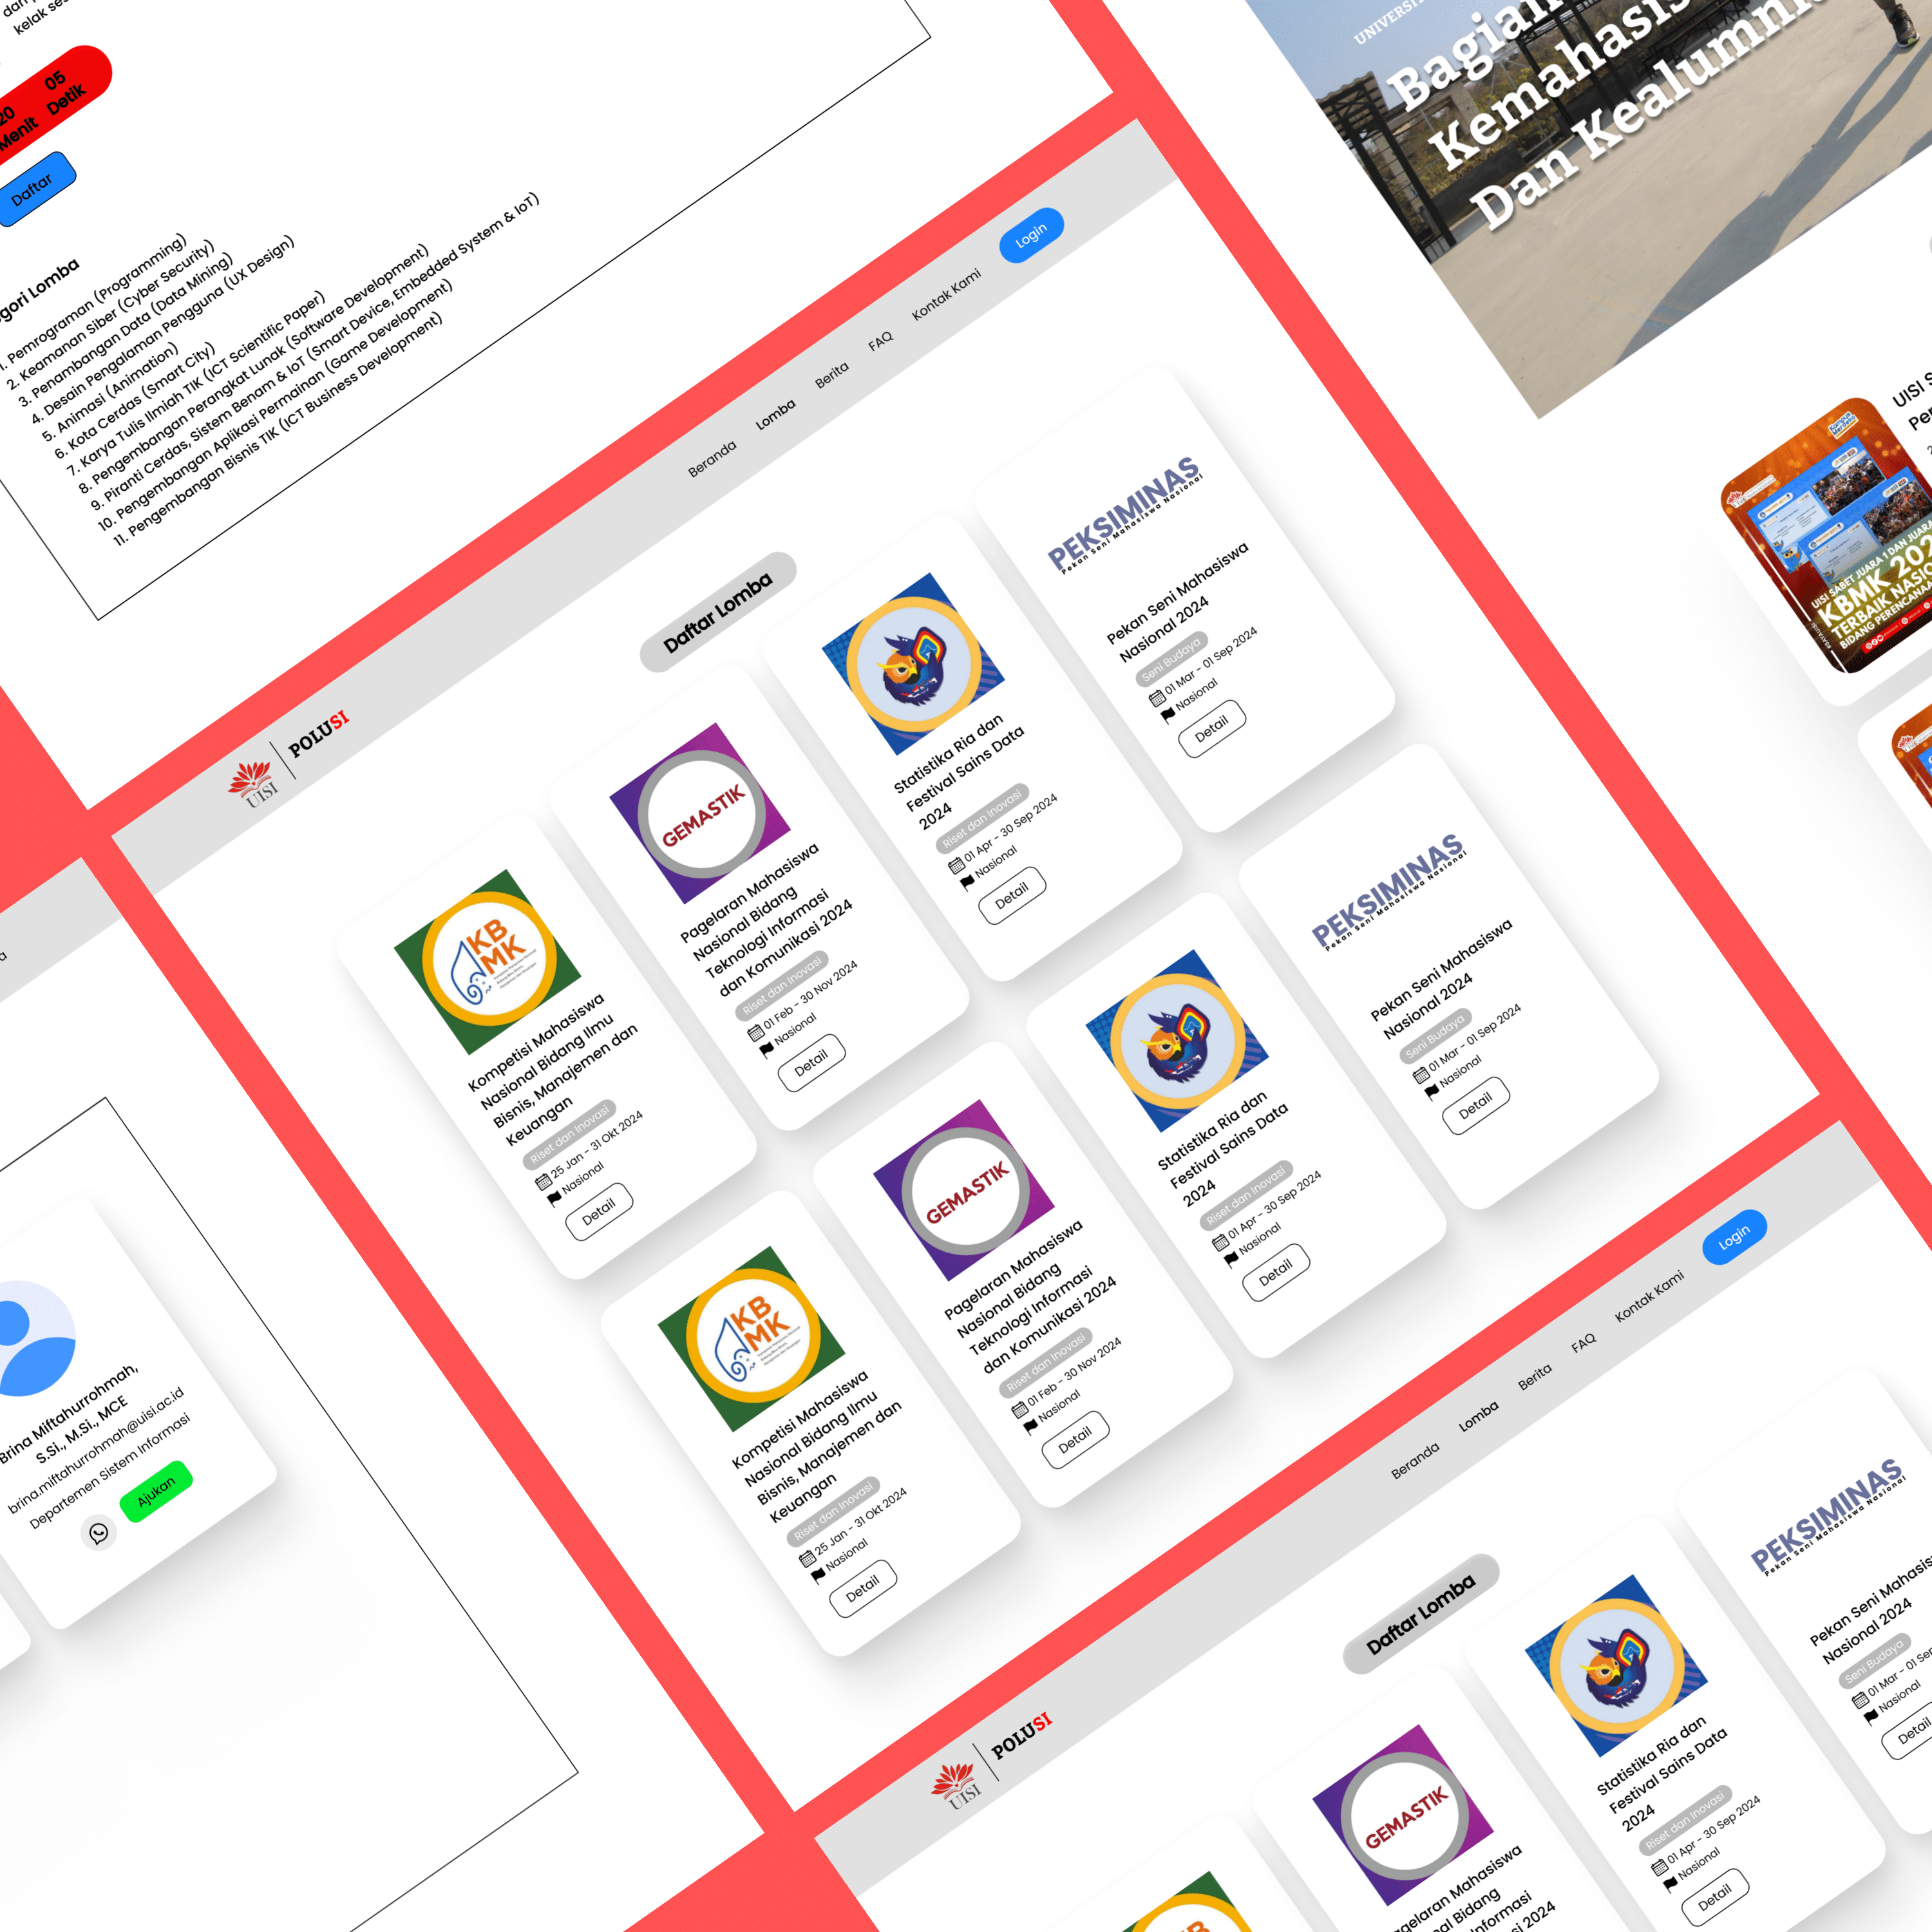 kelak
20
05
Menit
Detik
Daftar
gori Lomba
1. Pemrograman (Programming)
2. Keamanan Siber (Cyber Security)
3. Penambangan Data (Data Mining)
4. Desain Pengalaman Pengguna (UX Design)
5. Animasi (Animation)
6. Kota Cerdas (Smart City)
7. Karya Tulis Ilmiah TIK (ICT Scientific Paper)
8. Pengembangan Perangkat Lunak (Software Development)
9. Piranti Cerdas, Sistem Benam & IoT (Smart Device, Embedded System & IoT)
10. Pengembangan Aplikasi Permainan (Game Development)
11. Pengembangan Bisnis TIK (ICT Business Development)
Bagian
Kemahasis
Dan Kealumni
UISI
UISI SABET JUARA 1 DAN JUARA
KBMK 202
TERBAIK NASIO
BIDANG PERENCANAA
UISI
POLUSI
Beranda
Lomba
Berita
FAQ
Kontak Kami
Login
Daftar Lomba
KB
MK
Kompetisi Mahasiswa
Nasional Bidang Ilmu
Bisnis, Manajemen dan
Keuangan
Riset dan Inovasi
25 Jan - 31 Okt 2024
Nasional
Detail
GEMASTIK
Pagelaran Mahasiswa
Nasional Bidang
Teknologi Informasi
dan Komunikasi 2024
Riset dan Inovasi
01 Feb - 30 Nov 2024
Nasional
Detail
Statistika Ria dan
Festival Sains Data
2024
Riset dan Inovasi
01 Apr - 30 Sep 2024
Nasional
Detail
PEKSIMINAS
Pekan Seni Mahasiswa Nasional
Pekan Seni Mahasiswa
Nasional 2024
Seni Budaya
01 Mar - 01 Sep 2024
Nasional
Detail
KB
MK
Kompetisi Mahasiswa
Nasional Bidang Ilmu
Bisnis, Manajemen dan
Keuangan
Riset dan Inovasi
25 Jan - 31 Okt 2024
Nasional
Detail
GEMASTIK
Pagelaran Mahasiswa
Nasional Bidang
Teknologi Informasi
dan Komunikasi 2024
Riset dan Inovasi
01 Feb - 30 Nov 2024
Nasional
Detail
Statistika Ria dan
Festival Sains Data
2024
Riset dan Inovasi
01 Apr - 30 Sep 2024
Nasional
Detail
PEKSIMINAS
Pekan Seni Mahasiswa Nasional
Pekan Seni Mahasiswa
Nasional 2024
Seni Budaya
01 Mar - 01 Sep 2024
Nasional
Detail
Brina Miftahurrohmah,
S.Si., M.Si., MCE
brina.miftahurrohmah@uisi.ac.id
Departemen Sistem Informasi
Ajukan
UISI
POLUSI
Beranda
Lomba
Berita
FAQ
Kontak Kami
Login
Daftar Lomba
GEMASTIK
gelaran Mahasiswa
nal Bidang
nformasi
si 2024
Statistika Ria dan
Festival Sains Data
2024
Riset dan Inovasi
01 Apr - 30 Sep 2024
Nasional
Detail
PEKSIMINAS
Pekan Seni Mahasiswa Nasional
Pekan Seni Mahasis
Nasional 2024
Seni Budaya
01 Mar - 01 Se
Nasional
Detail